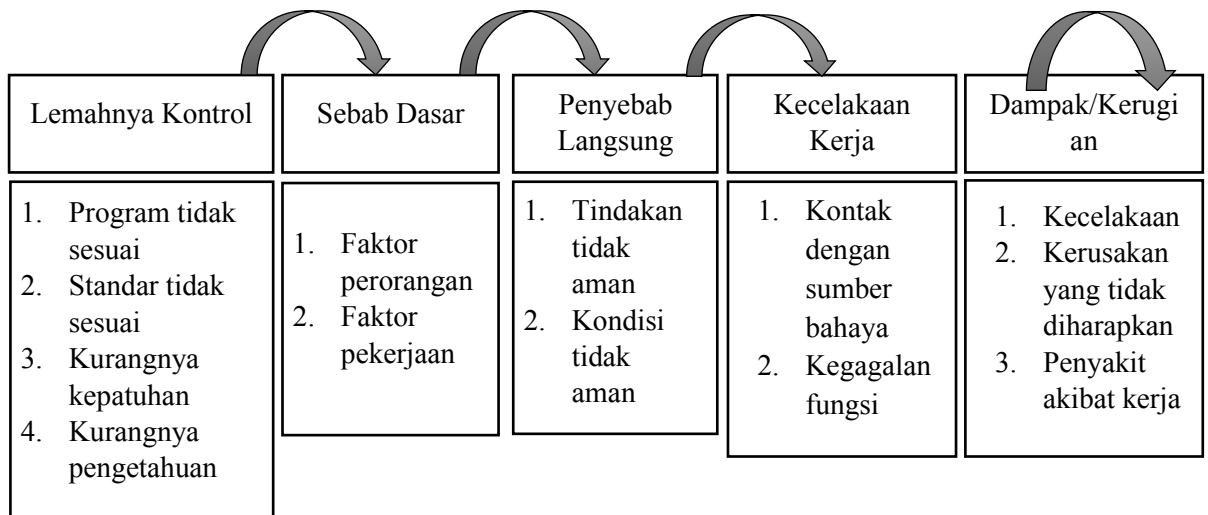 Lemahnya Kontrol
Sebab Dasar
Penyebab
Langsung
Kecelakaan
Kerja
Dampak/Kerugi
an
1. Program tidak
sesuai
2. Standar tidak
sesuai
3. Kurangnya
kepatuhan
4. Kurangnya
pengetahuan
1. Faktor
perorangan
2. Faktor
pekerjaan
1. Tindakan
tidak
aman
2. Kondisi
tidak
aman
1. Kontak
dengan
sumber
bahaya
2. Kegagalan
fungsi
1. Kecelakaan
2. Kerusakan
yang tidak
diharapkan
3. Penyakit
akibat kerja